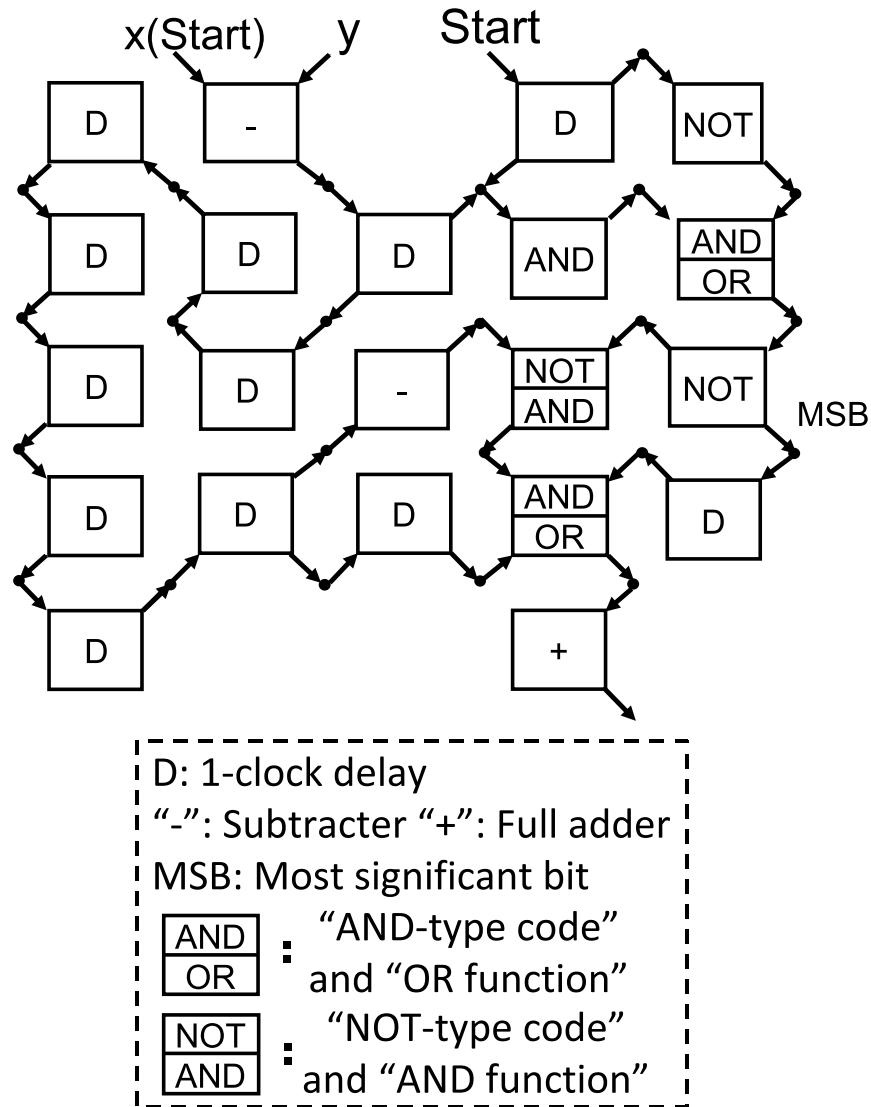 x(Start) y Start
D - D NOT
D D D AND AND
OR
D D - NOT
AND NOT MSB
D D D AND
OR D
D +
D: 1-clock delay
“-”: Subtracter “+”: Full adder
MSB: Most significant bit
AND
OR : “AND-type code”
and “OR function”
NOT
AND : “NOT-type code”
and “AND function”